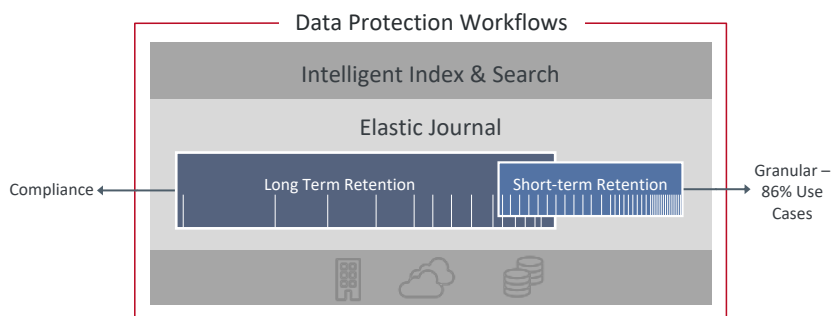 Data Protection Workflows
Intelligent Index & Search
Elastic Journal
Long Term Retention
Short-term Retention
Compliance
Granular –
86% Use
Cases